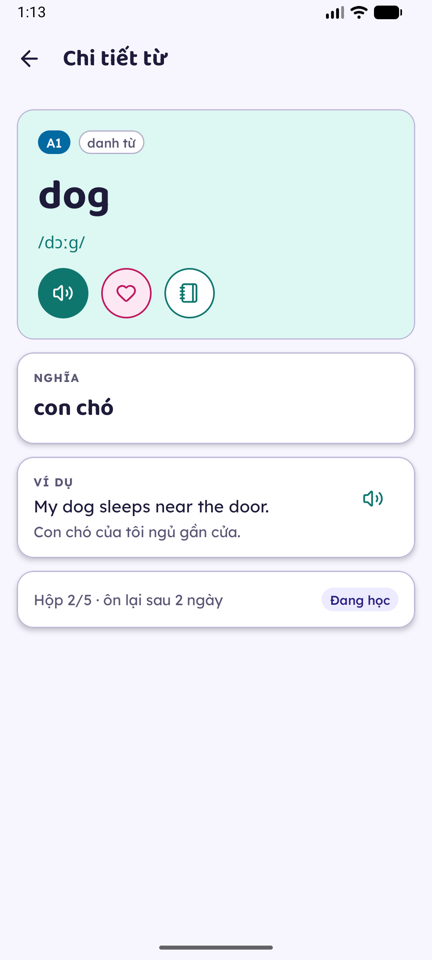 1:13
Chi tiết từ
A1
danh từ
dog
/dɔːg/
NGHĨA
con chó
VÍ DỤ
My dog sleeps near the door.
Con chó của tôi ngủ gần cửa.
Hộp 2/5 · ôn lại sau 2 ngày
Đang học